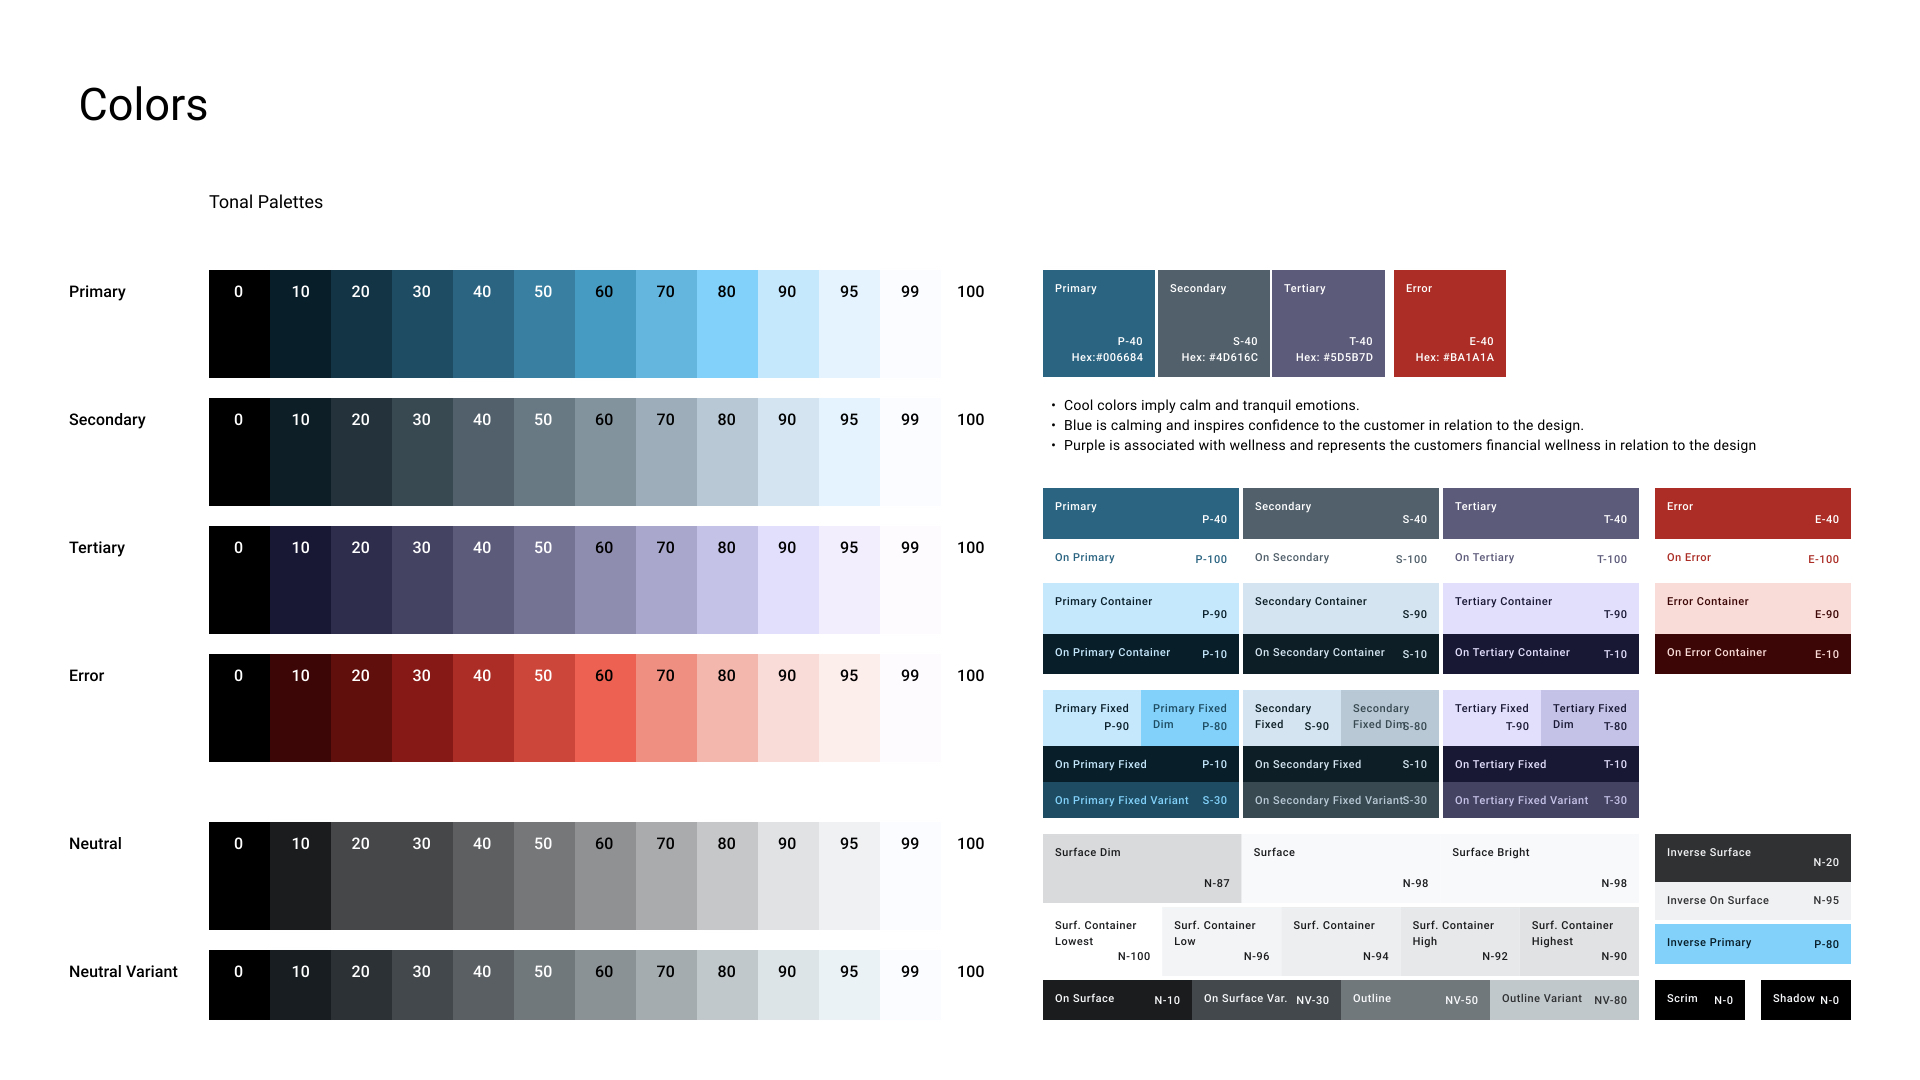 Colors
Tonal Palettes
Primary
0 10 20 30 40 50 60 70 80 90 95 99 100
Secondary
0 10 20 30 40 50 60 70 80 90 95 99 100
Tertiary
0 10 20 30 40 50 60 70 80 90 95 99 100
Error
0 10 20 30 40 50 60 70 80 90 95 99 100
Neutral
0 10 20 30 40 50 60 70 80 90 95 99 100
Neutral Variant
0 10 20 30 40 50 60 70 80 90 95 99 100
Primary
P-40
Hex:#006684
Secondary
S-40
Hex: #4D616C
Tertiary
T-40
Hex: #5D5B7D
Error
E-40
Hex: #BA1A1A
• Cool colors imply calm and tranquil emotions.
• Blue is calming and inspires confidence to the customer in relation to the design.
• Purple is associated with wellness and represents the customers financial wellness in relation to the design
Primary
P-40
Secondary
S-40
Tertiary
T-40
Error
E-40
On Primary P-100
On Secondary S-100
On Tertiary T-100
On Error E-100
Primary Container
P-90
Secondary Container
S-90
Tertiary Container
T-90
Error Container
E-90
On Primary Container P-10
On Secondary Container S-10
On Tertiary Container T-10
On Error Container E-10
Primary Fixed
P-90
Primary Fixed
Dim P-80
Secondary
Fixed S-90
Secondary
Fixed Dim S-80
Tertiary Fixed
T-90
Tertiary Fixed
Dim T-80
On Primary Fixed P-10
On Secondary Fixed S-10
On Tertiary Fixed T-10
On Primary Fixed Variant S-30
On Secondary Fixed Variant S-30
On Tertiary Fixed Variant T-30
Surface Dim
N-87
Surface
N-98
Surface Bright
N-98
Inverse Surface
N-20
Inverse On Surface N-95
Inverse Primary P-80
Surf. Container
Lowest
N-100
Surf. Container
Low
N-96
Surf. Container
N-94
Surf. Container
High
N-92
Surf. Container
Highest
N-90
On Surface N-10
On Surface Var. NV-30
Outline NV-50
Outline Variant NV-80
Scrim N-0
Shadow N-0